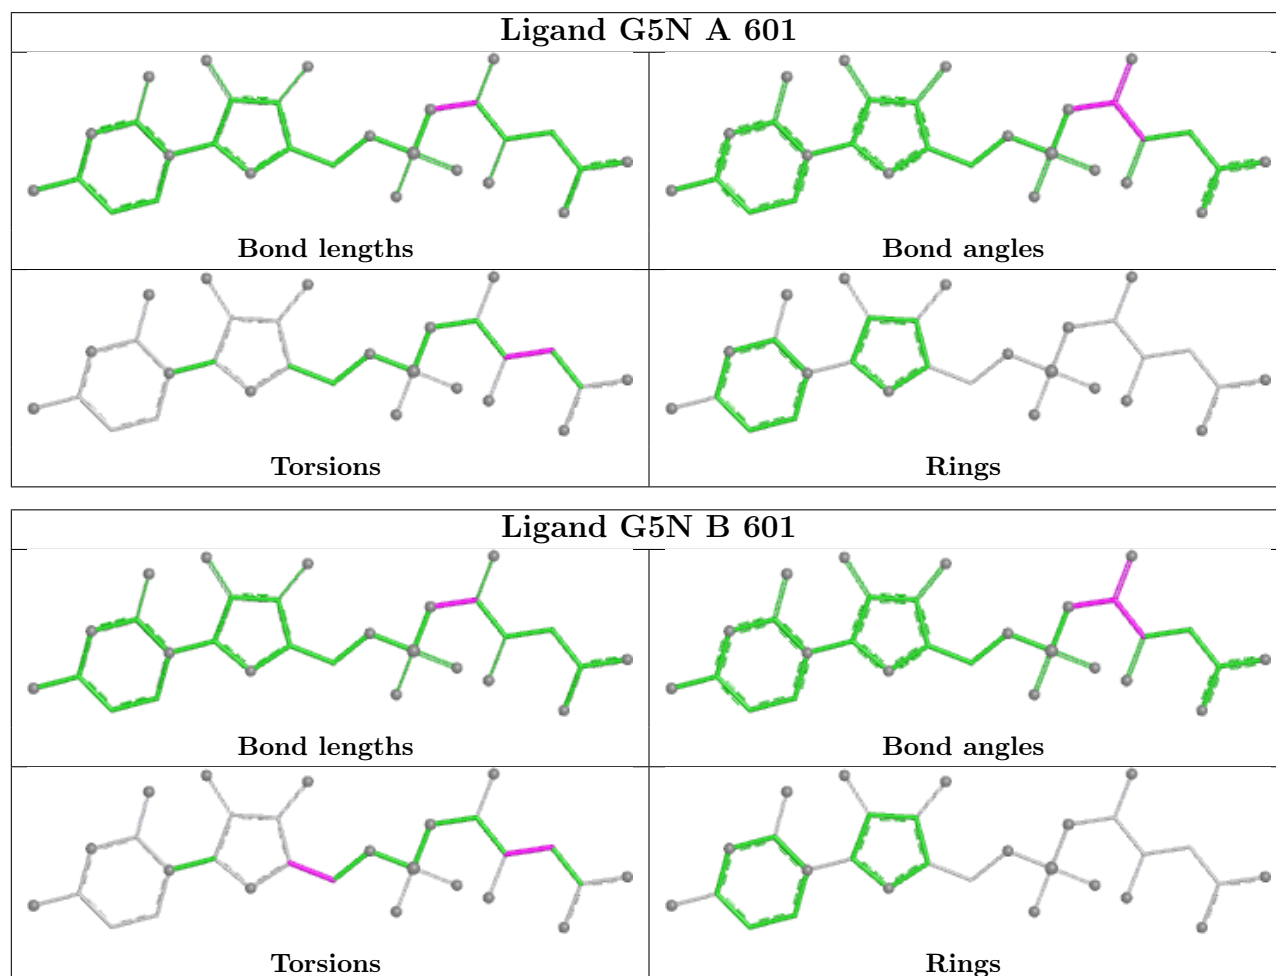 Ligand G5N A 601
Bond lengths
Bond angles
Torsions
Rings
Ligand G5N B 601
Bond lengths
Bond angles
Torsions
Rings